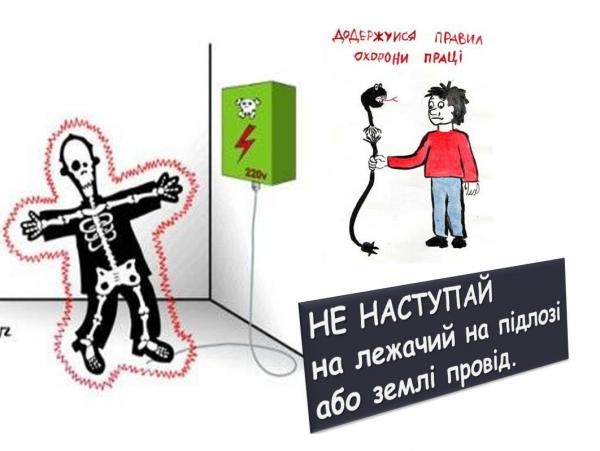 ДОДЕРЖУЙСЯ ПРАВИЛ
ОХОРОНИ ПРАЦІ
220v
НЕ НАСТУПАЙ
на лежачий на підлозі
або землі провід.